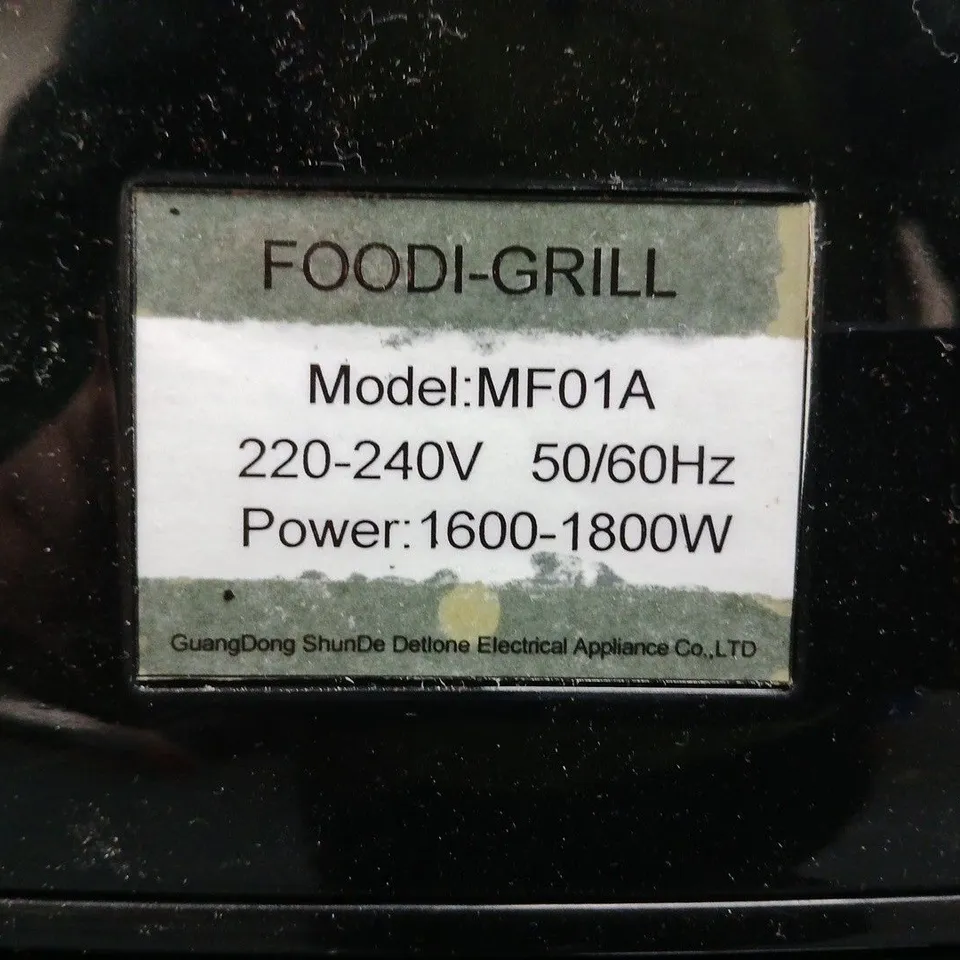 FOODI-GRILL
Model:MF01A
220-240V 50/60Hz
Power:1600-1800W
GuangDong ShunDe Detlone Electrical Appliance Co.,LTD